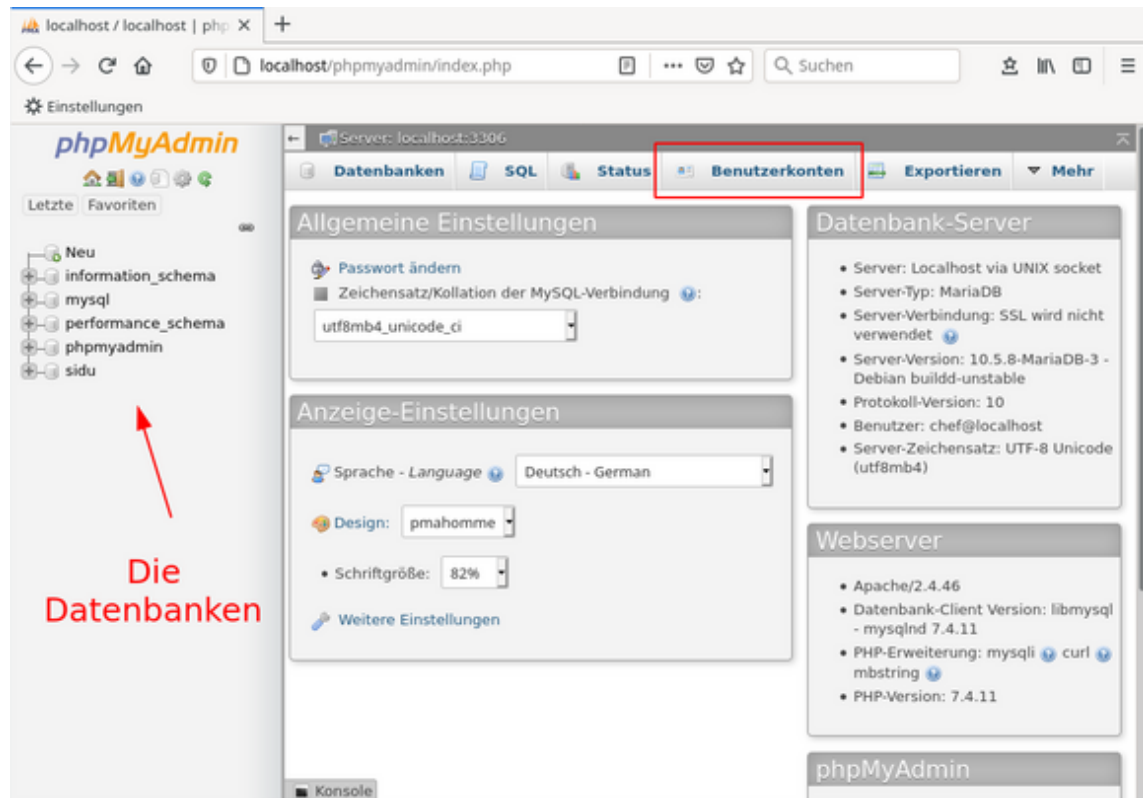 localhost / localhost | php
localhost/phpmyadmin/index.php
Suchen
Einstellungen
phpMyAdmin
Letzte Favoriten
Neu
information_schema
mysql
performance_schema
phpmyadmin
sidu
Die
Datenbanken
Server: localhost:3306
Datenbanken SQL Status Benutzerkonten Exportieren Mehr
Allgemeine Einstellungen
Passwort ändern
Zeichensatz/Kollation der MySQL-Verbindung :
utf8mb4_unicode_ci
Anzeige-Einstellungen
Sprache - Language Deutsch - German
Design: pmahomme
• Schriftgröße: 82%
Weitere Einstellungen
Konsole
Datenbank-Server
• Server: Localhost via UNIX socket
• Server-Typ: MariaDB
• Server-Verbindung: SSL wird nicht
verwendet
• Server-Version: 10.5.8-MariaDB-3 -
Debian buildd-unstable
• Protokoll-Version: 10
• Benutzer: chef@localhost
• Server-Zeichensatz: UTF-8 Unicode
(utf8mb4)
Webserver
• Apache/2.4.46
• Datenbank-Client Version: libmysql
- mysqlnd 7.4.11
• PHP-Erweiterung: mysqli curl
mbstring
• PHP-Version: 7.4.11
phpMyAdmin